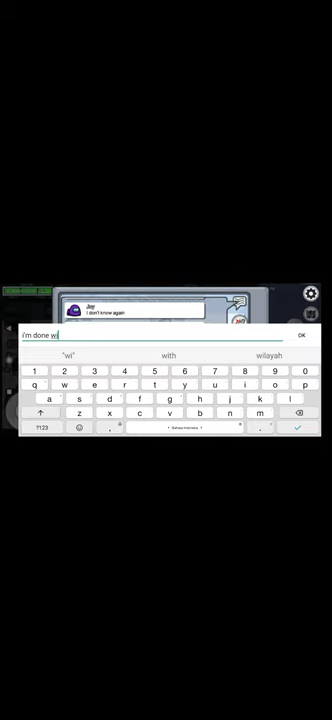 Jay
I don't know again
i'm done wi
OK
"wi" with wilayah
1 2 3 4 5 6 7 8 9 0
q w e r t y u i o p
a s d f g h j k l
z x c v b n m
?123 , Bahasa Indonesia .